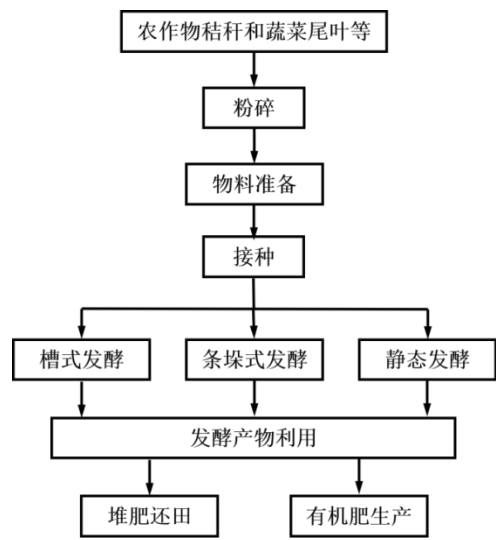 农作物秸秆和蔬菜尾叶等
粉碎
物料准备
接种
槽式发酵
条垛式发酵
静态发酵
发酵产物利用
堆肥还田
有机肥生产